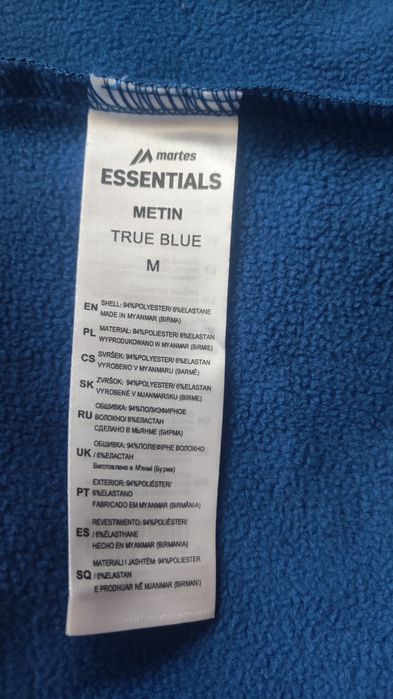 martes
ESSENTIALS
METIN
TRUE BLUE
M
EN SHELL: 94%POLYESTER/ 6%ELASTANE
MADE IN MYANMAR (BIRMA)
PL MATERIAŁ: 94%POLIESTER/ 6%ELASTAN
WYPRODUKOWANO W MYANMAR (BIRMIE)
CS SVRŠEK: 94%POLYESTER/ 6%ELASTAN
VYROBENO V MYANMARU (BARMĚ)
SK ZVRŠOK: 94%POLYESTER/ 6%ELASTAN
VYROBENÉ V MJANMARSKU (BIRME)
RU ОБШИВКА: 94%ПОЛИЭФИРНОЕ
ВОЛОКНО/ 6%ЕЛАСТАН
СДЕЛАНО В МЬЯНМЕ (БИРМА)
UK ОБШИВКА: 94%ПОЛІЕФІРНЕ ВОЛОКНО
/ 6%ЕЛАСТАН
Виготовлено в М'янмі (Бурма)
PT EXTERIOR: 94%POLIÉSTER/
6%ELASTANO
FABRICADO EM MYANMAR (BIRMÂNIA)
ES REVESTIMIENTO: 94%POLIÉSTER/
/ 6%ELASTHANE
HECHO EN MYANMAR (BIRMANIA)
SQ MATERIALI I JASHTËM: 94%POLIESTER
/ 6%ELASTAN
E PRODHUAR NË MJANMAR (BIRMANI)